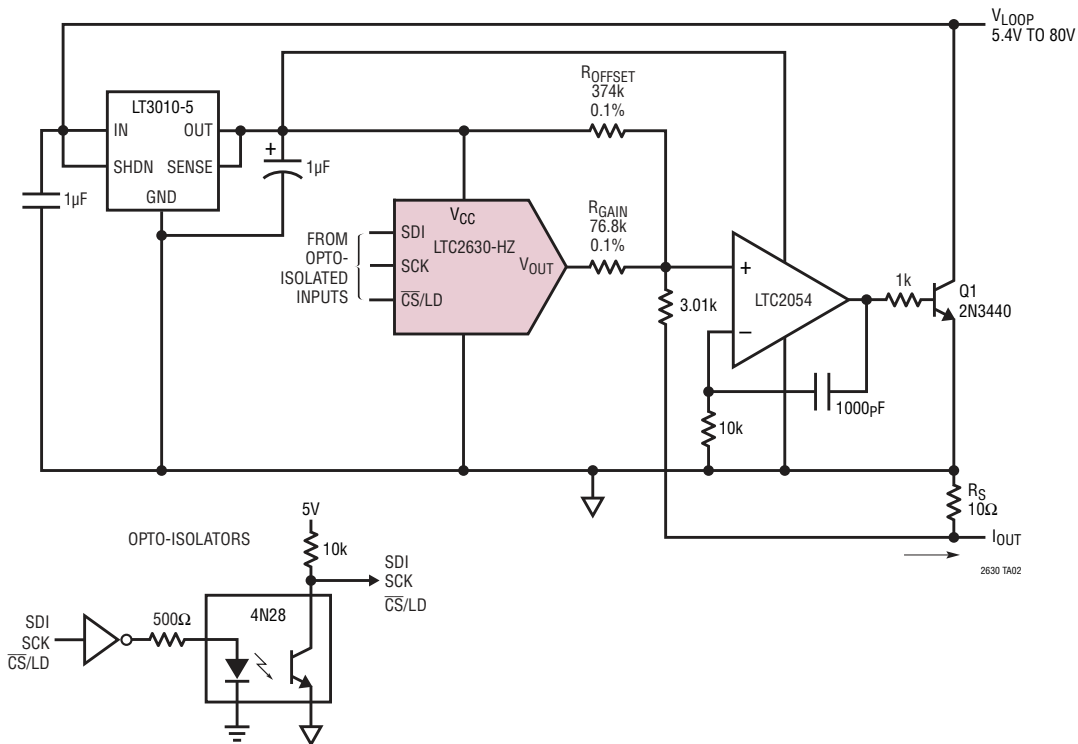 VLOOP
5.4V TO 80V
LT3010-5
IN
OUT
SHDN
SENSE
GND
1µF
+
1µF
ROFFSET
374k
0.1%
FROM
OPTO-
ISOLATED
INPUTS
SDI
SCK
CS/LD
VCC
LTC2630-HZ
VOUT
RGAIN
76.8k
0.1%
3.01k
+
−
LTC2054
1k
Q1
2N3440
1000pF
10k
RS
10Ω
IOUT
2630 TA02
OPTO-ISOLATORS
5V
10k
SDI
SCK
CS/LD
4N28
500Ω
SDI
SCK
CS/LD